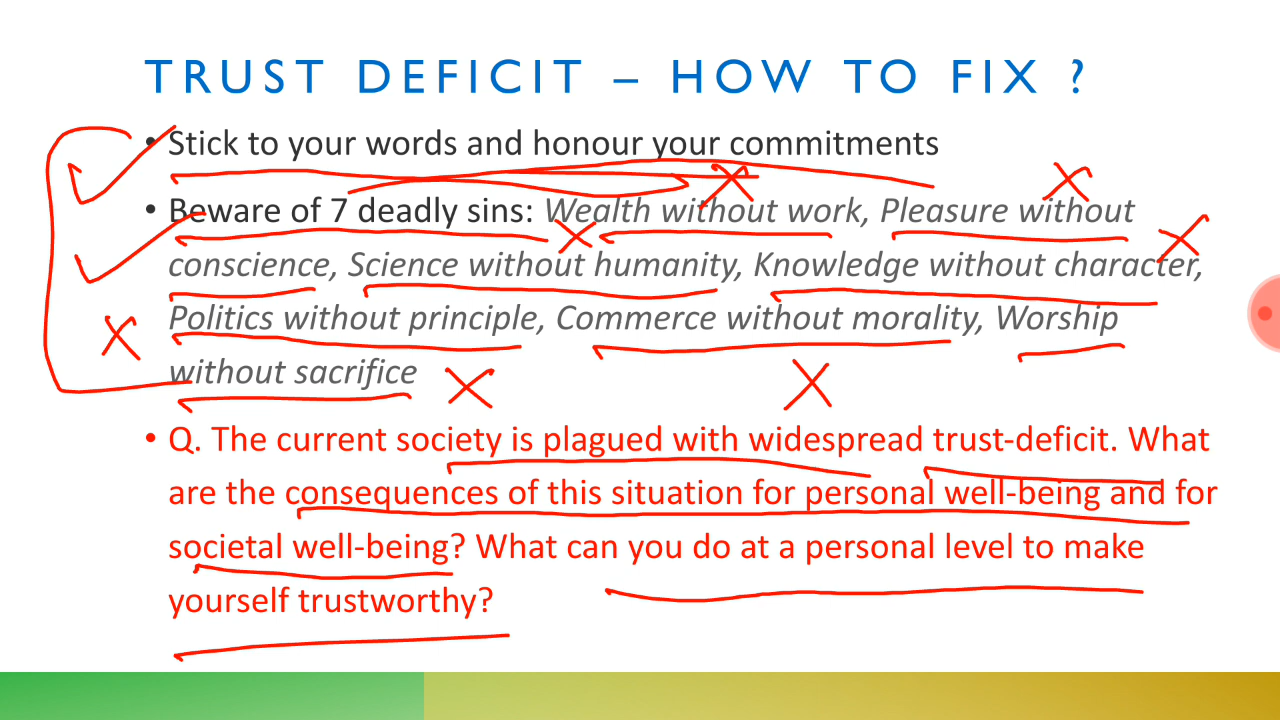 TRUST DEFICIT – HOW TO FIX ?
• Stick to your words and honour your commitments
• Beware of 7 deadly sins: Wealth without work, Pleasure without
conscience, Science without humanity, Knowledge without character,
Politics without principle, Commerce without morality, Worship
without sacrifice
• Q. The current society is plagued with widespread trust-deficit. What
are the consequences of this situation for personal well-being and for
societal well-being? What can you do at a personal level to make
yourself trustworthy?